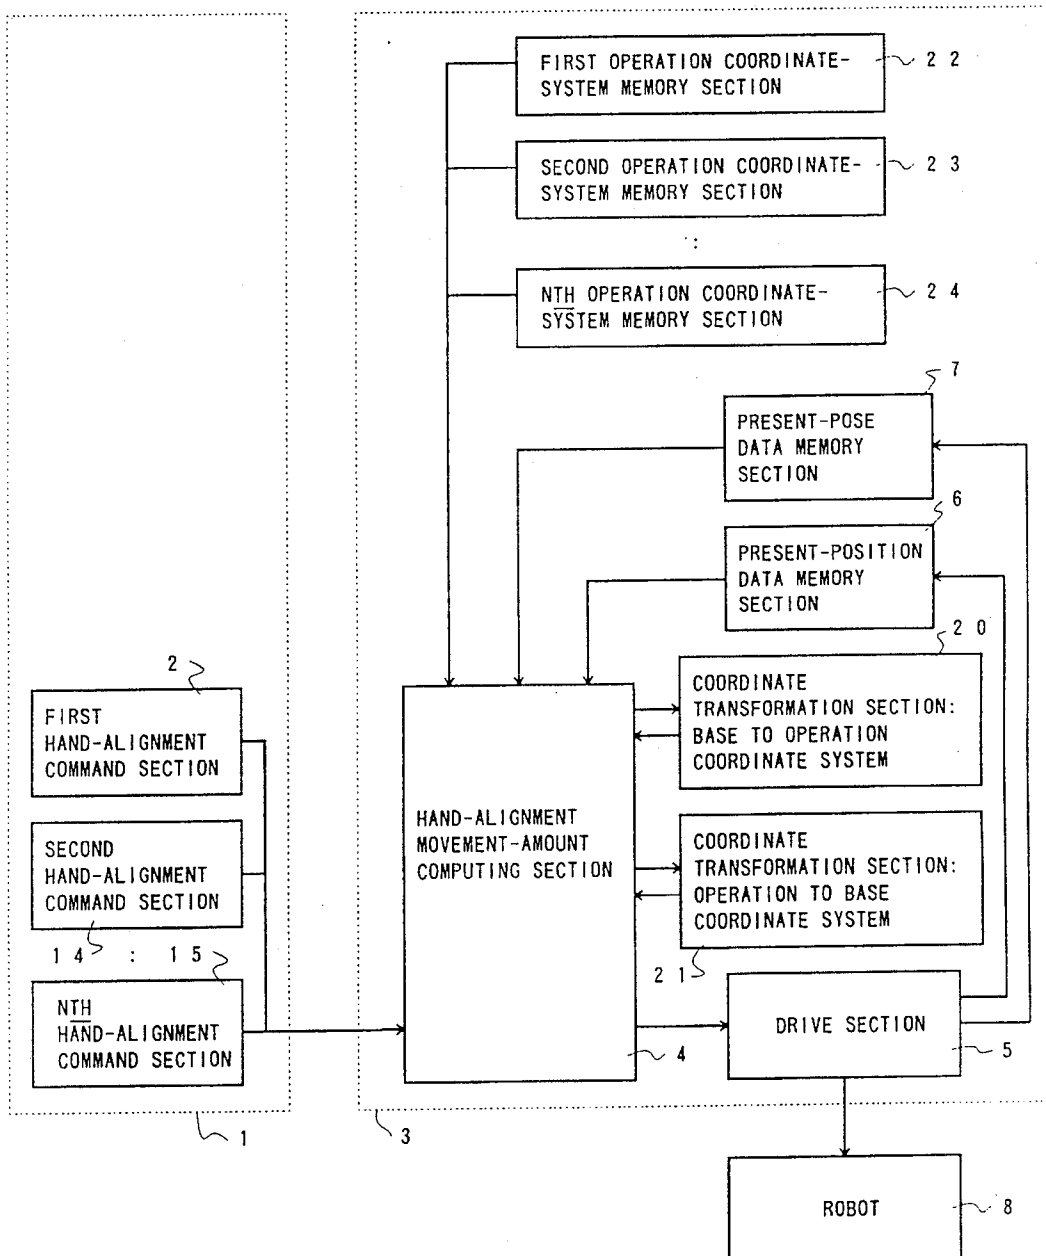 FIRST OPERATION COORDINATE-
SYSTEM MEMORY SECTION
22
SECOND OPERATION COORDINATE-
SYSTEM MEMORY SECTION
23
:
NTH OPERATION COORDINATE-
SYSTEM MEMORY SECTION
24
7
PRESENT-POSE
DATA MEMORY
SECTION
6
PRESENT-POSITION
DATA MEMORY
SECTION
20
COORDINATE
TRANSFORMATION SECTION:
BASE TO OPERATION
COORDINATE SYSTEM
2
FIRST
HAND-ALIGNMENT
COMMAND SECTION
HAND-ALIGNMENT
MOVEMENT-AMOUNT
COMPUTING SECTION
COORDINATE
TRANSFORMATION SECTION:
OPERATION TO BASE
COORDINATE SYSTEM
21
SECOND
HAND-ALIGNMENT
COMMAND SECTION
14 : 15
NTH
HAND-ALIGNMENT
COMMAND SECTION
4
DRIVE SECTION
5
1
3
ROBOT
8